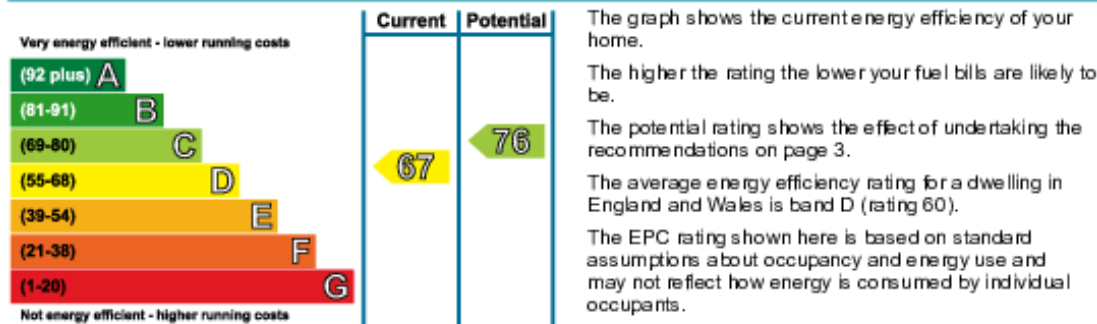 Current Potential
Very energy efficient - lower running costs
(92 plus) A
(81-91) B
(69-80) C
(55-68) D
(39-54) E
(21-38) F
(1-20) G
Not energy efficient - higher running costs
67
76
The graph shows the current energy efficiency of your
home.
The higher the rating the lower your fuel bills are likely to
be.
The potential rating shows the effect of undertaking the
recommendations on page 3.
The average energy efficiency rating for a dwelling in
England and Wales is band D (rating 60).
The EPC rating shown here is based on standard
assumptions about occupancy and energy use and
may not reflect how energy is consumed by individual
occupants.